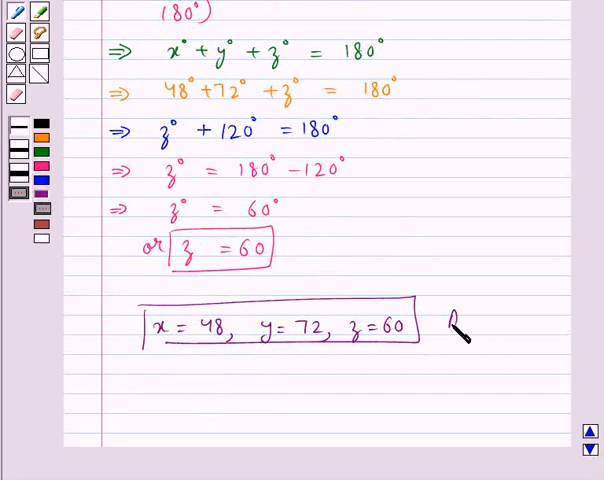 180°)
⇒ x° + y° + z° = 180°
⇒ 48° + 72° + z° = 180°
⇒ z° + 120° = 180°
⇒ z° = 180° - 120°
⇒ z° = 60°
or z = 60
x = 48, y = 72, z = 60